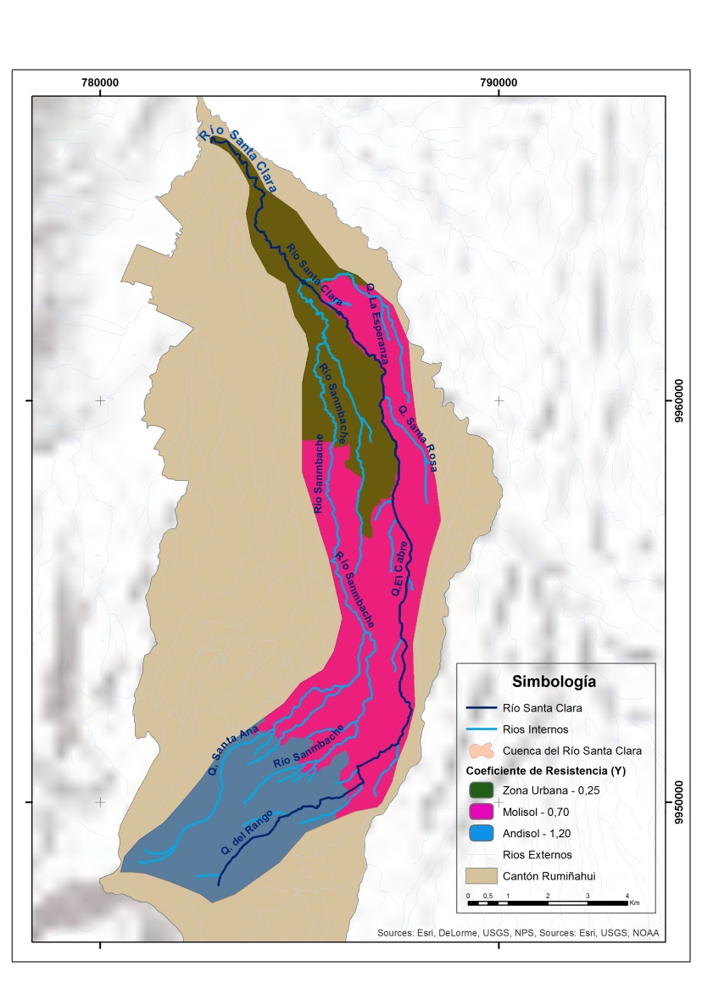 780000
790000
Río Santa Clara
Río Santa Clara
Q. La Esperanza
9960000
Río Sanmbache
Q. Santa Rosa
Río Sanmbache
Río Sanmbache
Q.El Cabre
Simbología
Río Santa Clara
Rios Internos
Cuenca del Río Santa Clara
Coeficiente de Resistencia (Y)
Zona Urbana - 0,25
Molisol - 0,70
Andisol - 1,20
Rios Externos
Cantón Rumiñahui
0 0,5 1 2 3 4
Km
Q. Santa Ana
Río Sanmbache
9950000
Q. del Rango
Sources: Esri, DeLorme, USGS, NPS, Sources: Esri, USGS, NOAA